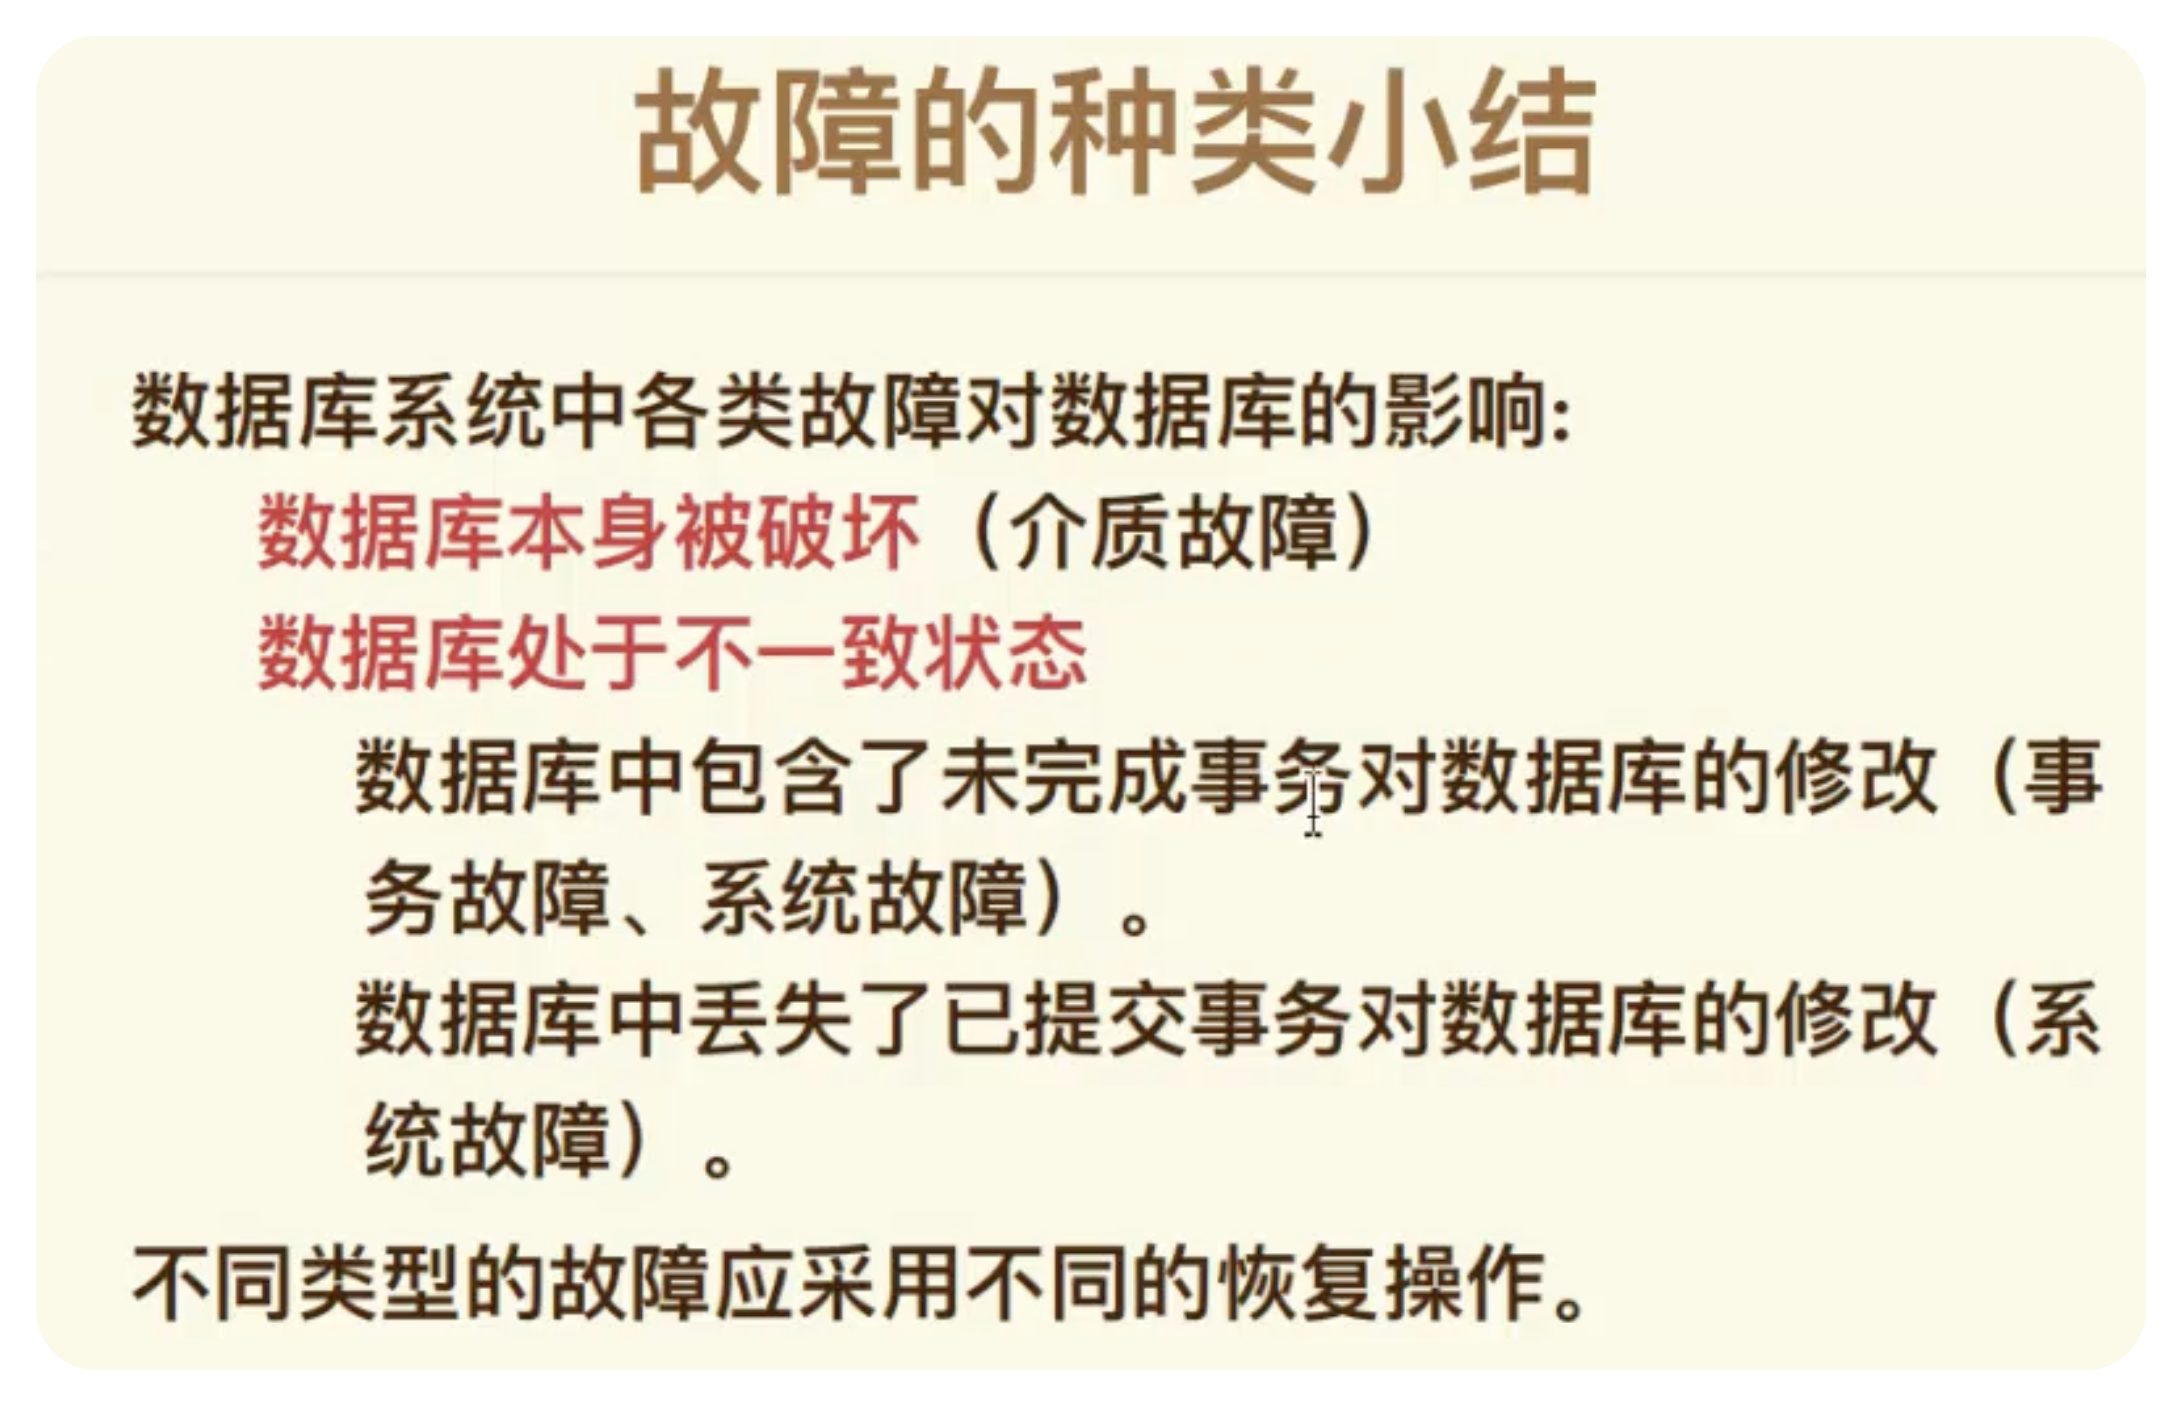 故障的种类小结
数据库系统中各类故障对数据库的影响:
数据库本身被破坏（介质故障）
数据库处于不一致状态
数据库中包含了未完成事务对数据库的修改（事
务故障、系统故障）。
数据库中丢失了已提交事务对数据库的修改（系
统故障）。
不同类型的故障应采用不同的恢复操作。